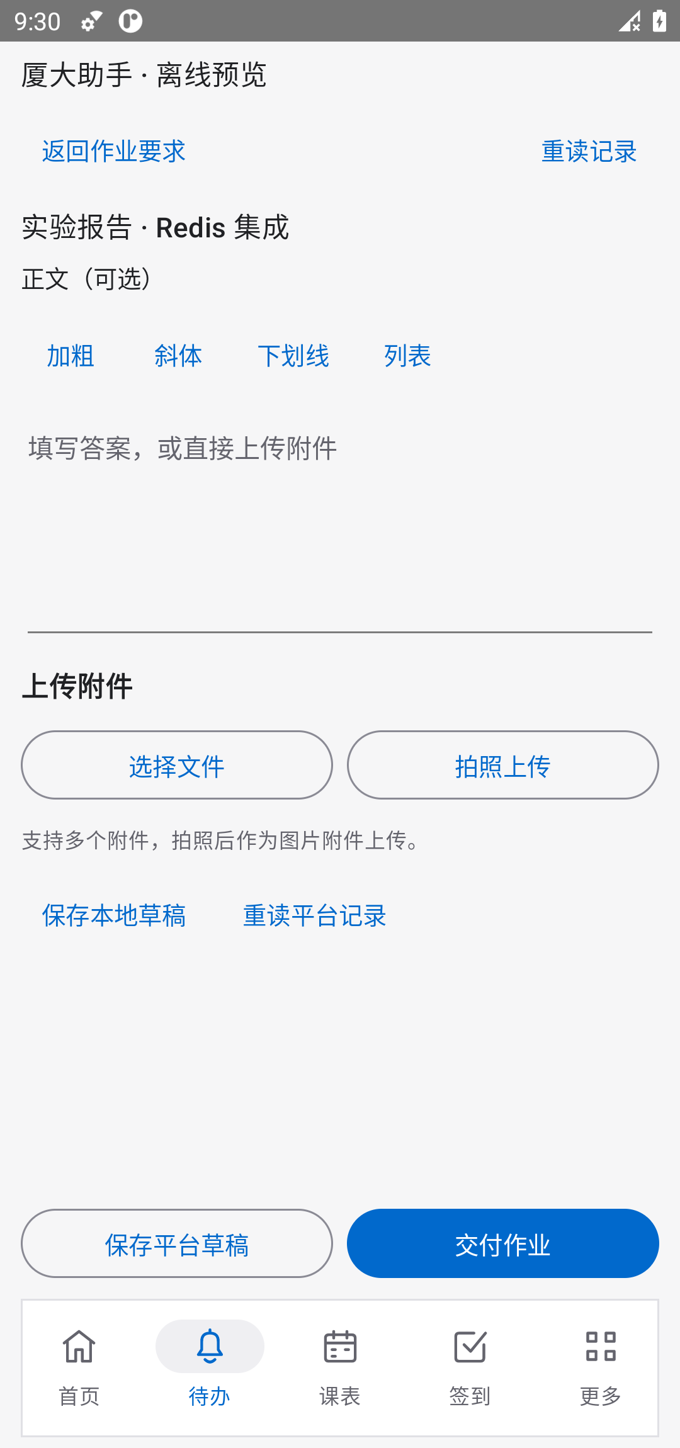 9:30
厦大助手 · 离线预览
返回作业要求 重读记录
实验报告 · Redis 集成
正文（可选）
加粗 斜体 下划线 列表
填写答案，或直接上传附件
上传附件
选择文件 拍照上传
支持多个附件，拍照后作为图片附件上传。
保存本地草稿 重读平台记录
保存平台草稿 交付作业
首页 待办 课表 签到 更多